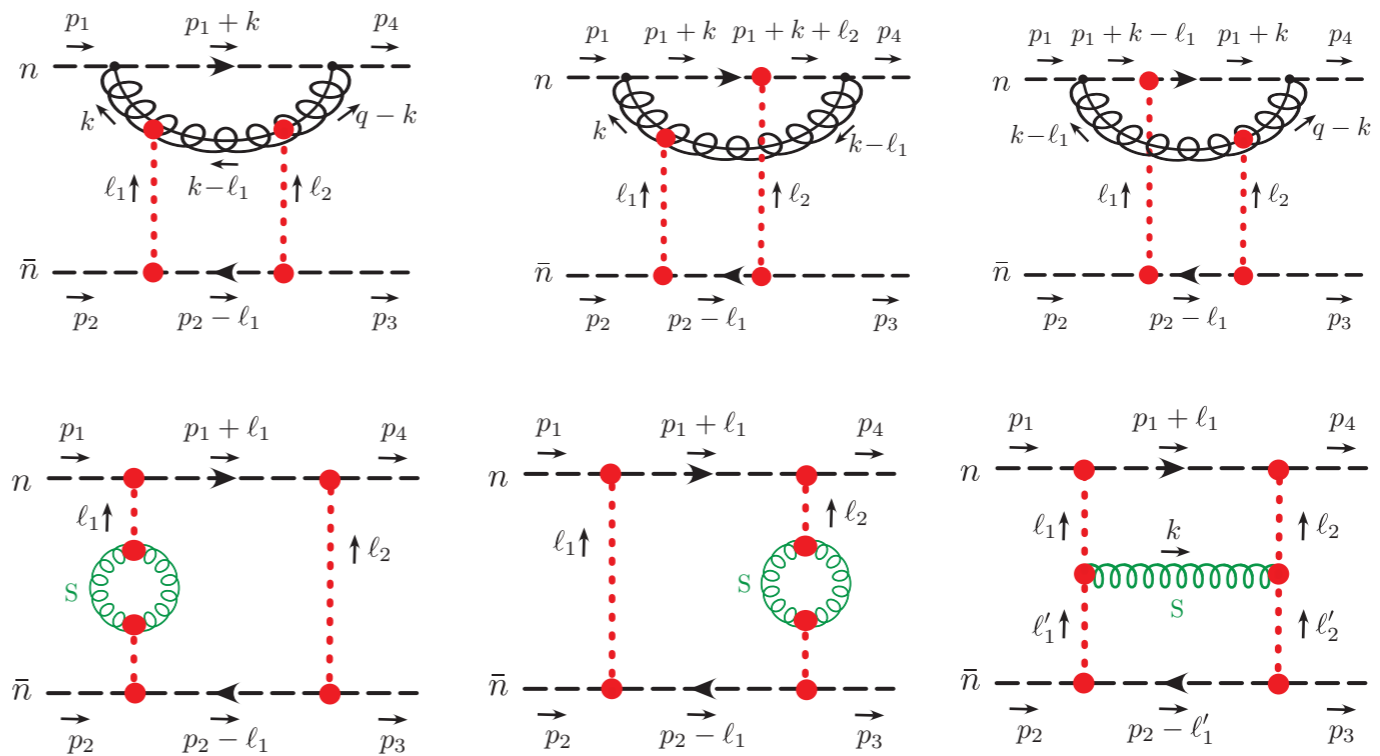 p₁ p₁ + k p₄
n
k q − k
ℓ₁ k−ℓ₁ ℓ₂
n̄
p₂ p₂ − ℓ₁ p₃
p₁ p₁ + k p₁ + k + ℓ₂ p₄
n
k k−ℓ₁
ℓ₁ ℓ₂
n̄
p₂ p₂ − ℓ₁ p₃
p₁ p₁ + k − ℓ₁ p₁ + k p₄
n
k−ℓ₁ q − k
ℓ₁ ℓ₂
n̄
p₂ p₂ − ℓ₁ p₃
p₁ p₁ + ℓ₁ p₄
n
ℓ₁ ℓ₂
S
n̄
p₂ p₂ − ℓ₁ p₃
p₁ p₁ + ℓ₁ p₄
n
ℓ₁ ℓ₂
S
n̄
p₂ p₂ − ℓ₁ p₃
p₁ p₁ + ℓ₁ p₄
n
ℓ₁ k ℓ₂
S
ℓ′₁ ℓ′₂
n̄
p₂ p₂ − ℓ′₁ p₃